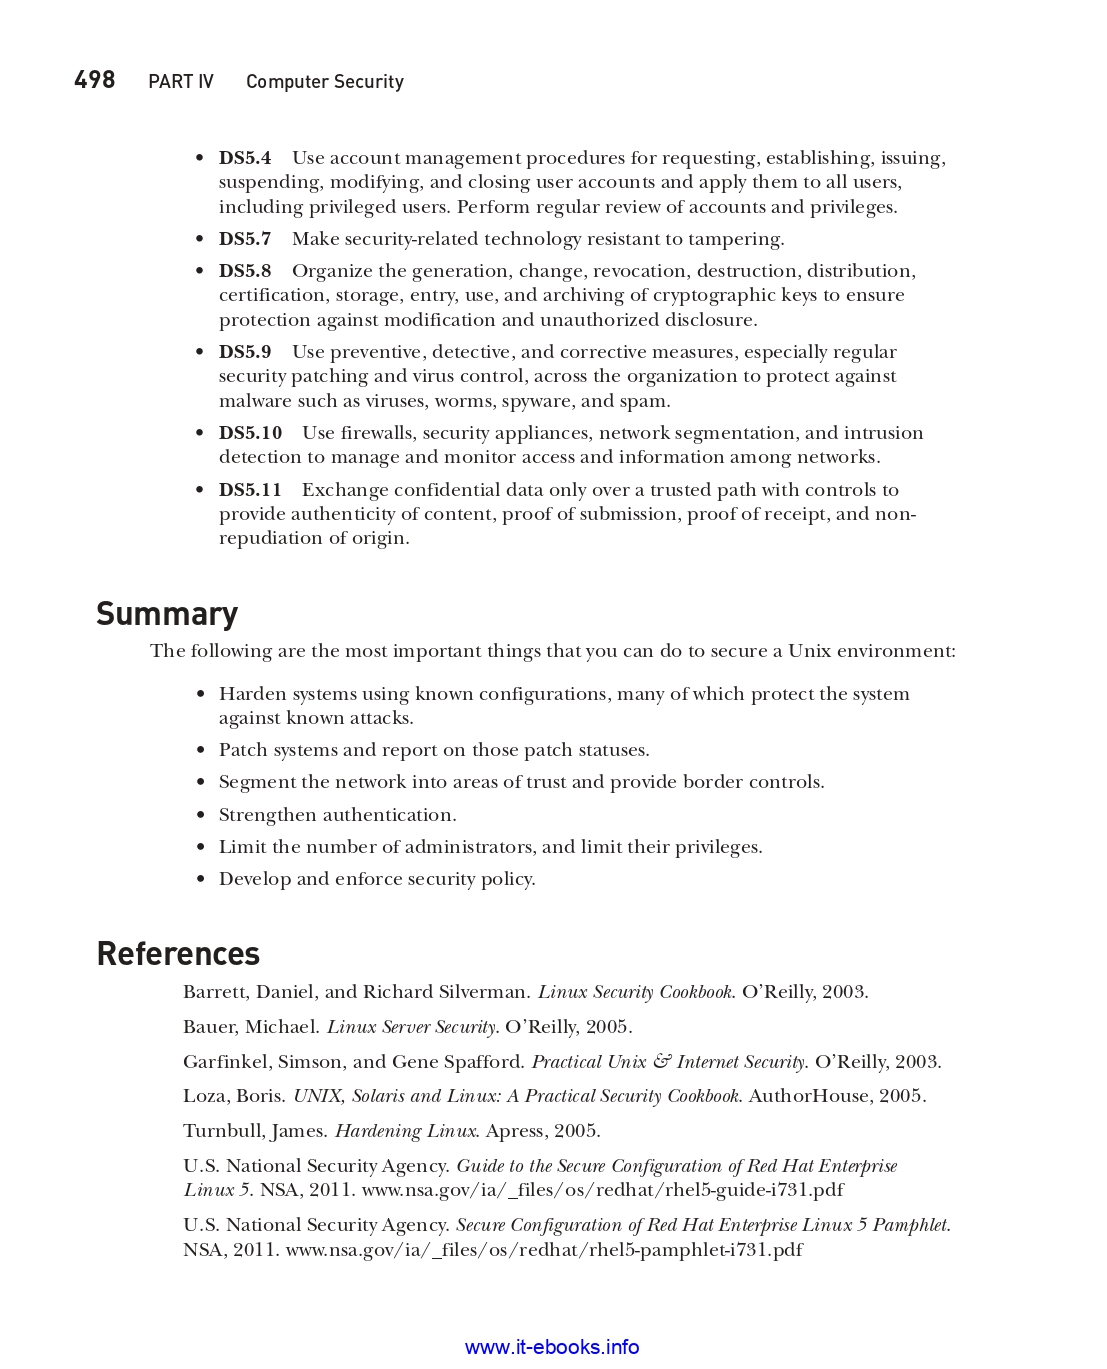 498 PART IV Computer Security
• DS5.4 Use account management procedures for requesting, establishing, issuing,
suspending, modifying, and closing user accounts and apply them to all users,
including privileged users. Perform regular review of accounts and privileges.
• DS5.7 Make security-related technology resistant to tampering.
• DS5.8 Organize the generation, change, revocation, destruction, distribution,
certification, storage, entry, use, and archiving of cryptographic keys to ensure
protection against modification and unauthorized disclosure.
• DS5.9 Use preventive, detective, and corrective measures, especially regular
security patching and virus control, across the organization to protect against
malware such as viruses, worms, spyware, and spam.
• DS5.10 Use firewalls, security appliances, network segmentation, and intrusion
detection to manage and monitor access and information among networks.
• DS5.11 Exchange confidential data only over a trusted path with controls to
provide authenticity of content, proof of submission, proof of receipt, and non-
repudiation of origin.
Summary
The following are the most important things that you can do to secure a Unix environment:
• Harden systems using known configurations, many of which protect the system
against known attacks.
• Patch systems and report on those patch statuses.
• Segment the network into areas of trust and provide border controls.
• Strengthen authentication.
• Limit the number of administrators, and limit their privileges.
• Develop and enforce security policy.
References
Barrett, Daniel, and Richard Silverman. Linux Security Cookbook. O’Reilly, 2003.
Bauer, Michael. Linux Server Security. O’Reilly, 2005.
Garfinkel, Simson, and Gene Spafford. Practical Unix & Internet Security. O’Reilly, 2003.
Loza, Boris. UNIX, Solaris and Linux: A Practical Security Cookbook. AuthorHouse, 2005.
Turnbull, James. Hardening Linux. Apress, 2005.
U.S. National Security Agency. Guide to the Secure Configuration of Red Hat Enterprise
Linux 5. NSA, 2011. www.nsa.gov/ia/_files/os/redhat/rhel5-guide-i731.pdf
U.S. National Security Agency. Secure Configuration of Red Hat Enterprise Linux 5 Pamphlet.
NSA, 2011. www.nsa.gov/ia/_files/os/redhat/rhel5-pamphlet-i731.pdf
www.it-ebooks.info